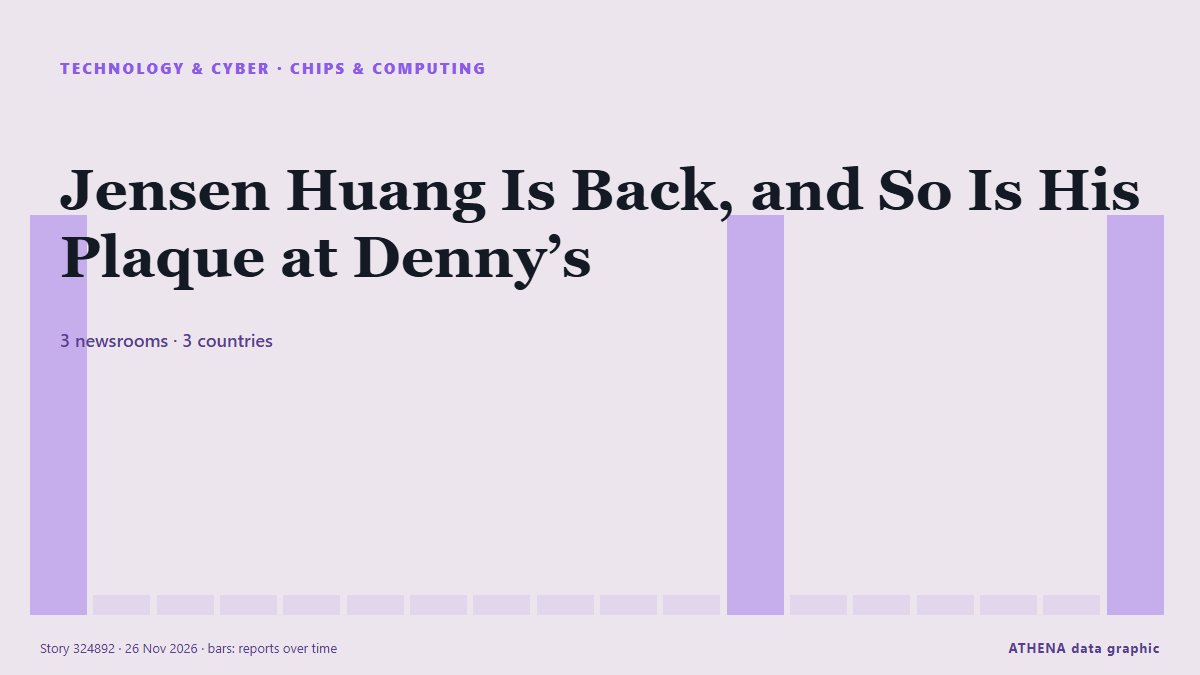 TECHNOLOGY & CYBER · CHIPS & COMPUTING
Jensen Huang Is Back, and So Is His
Plaque at Denny’s
3 newsrooms · 3 countries
Story 324892 · 26 Nov 2026 · bars: reports over time
ATHENA data graphic